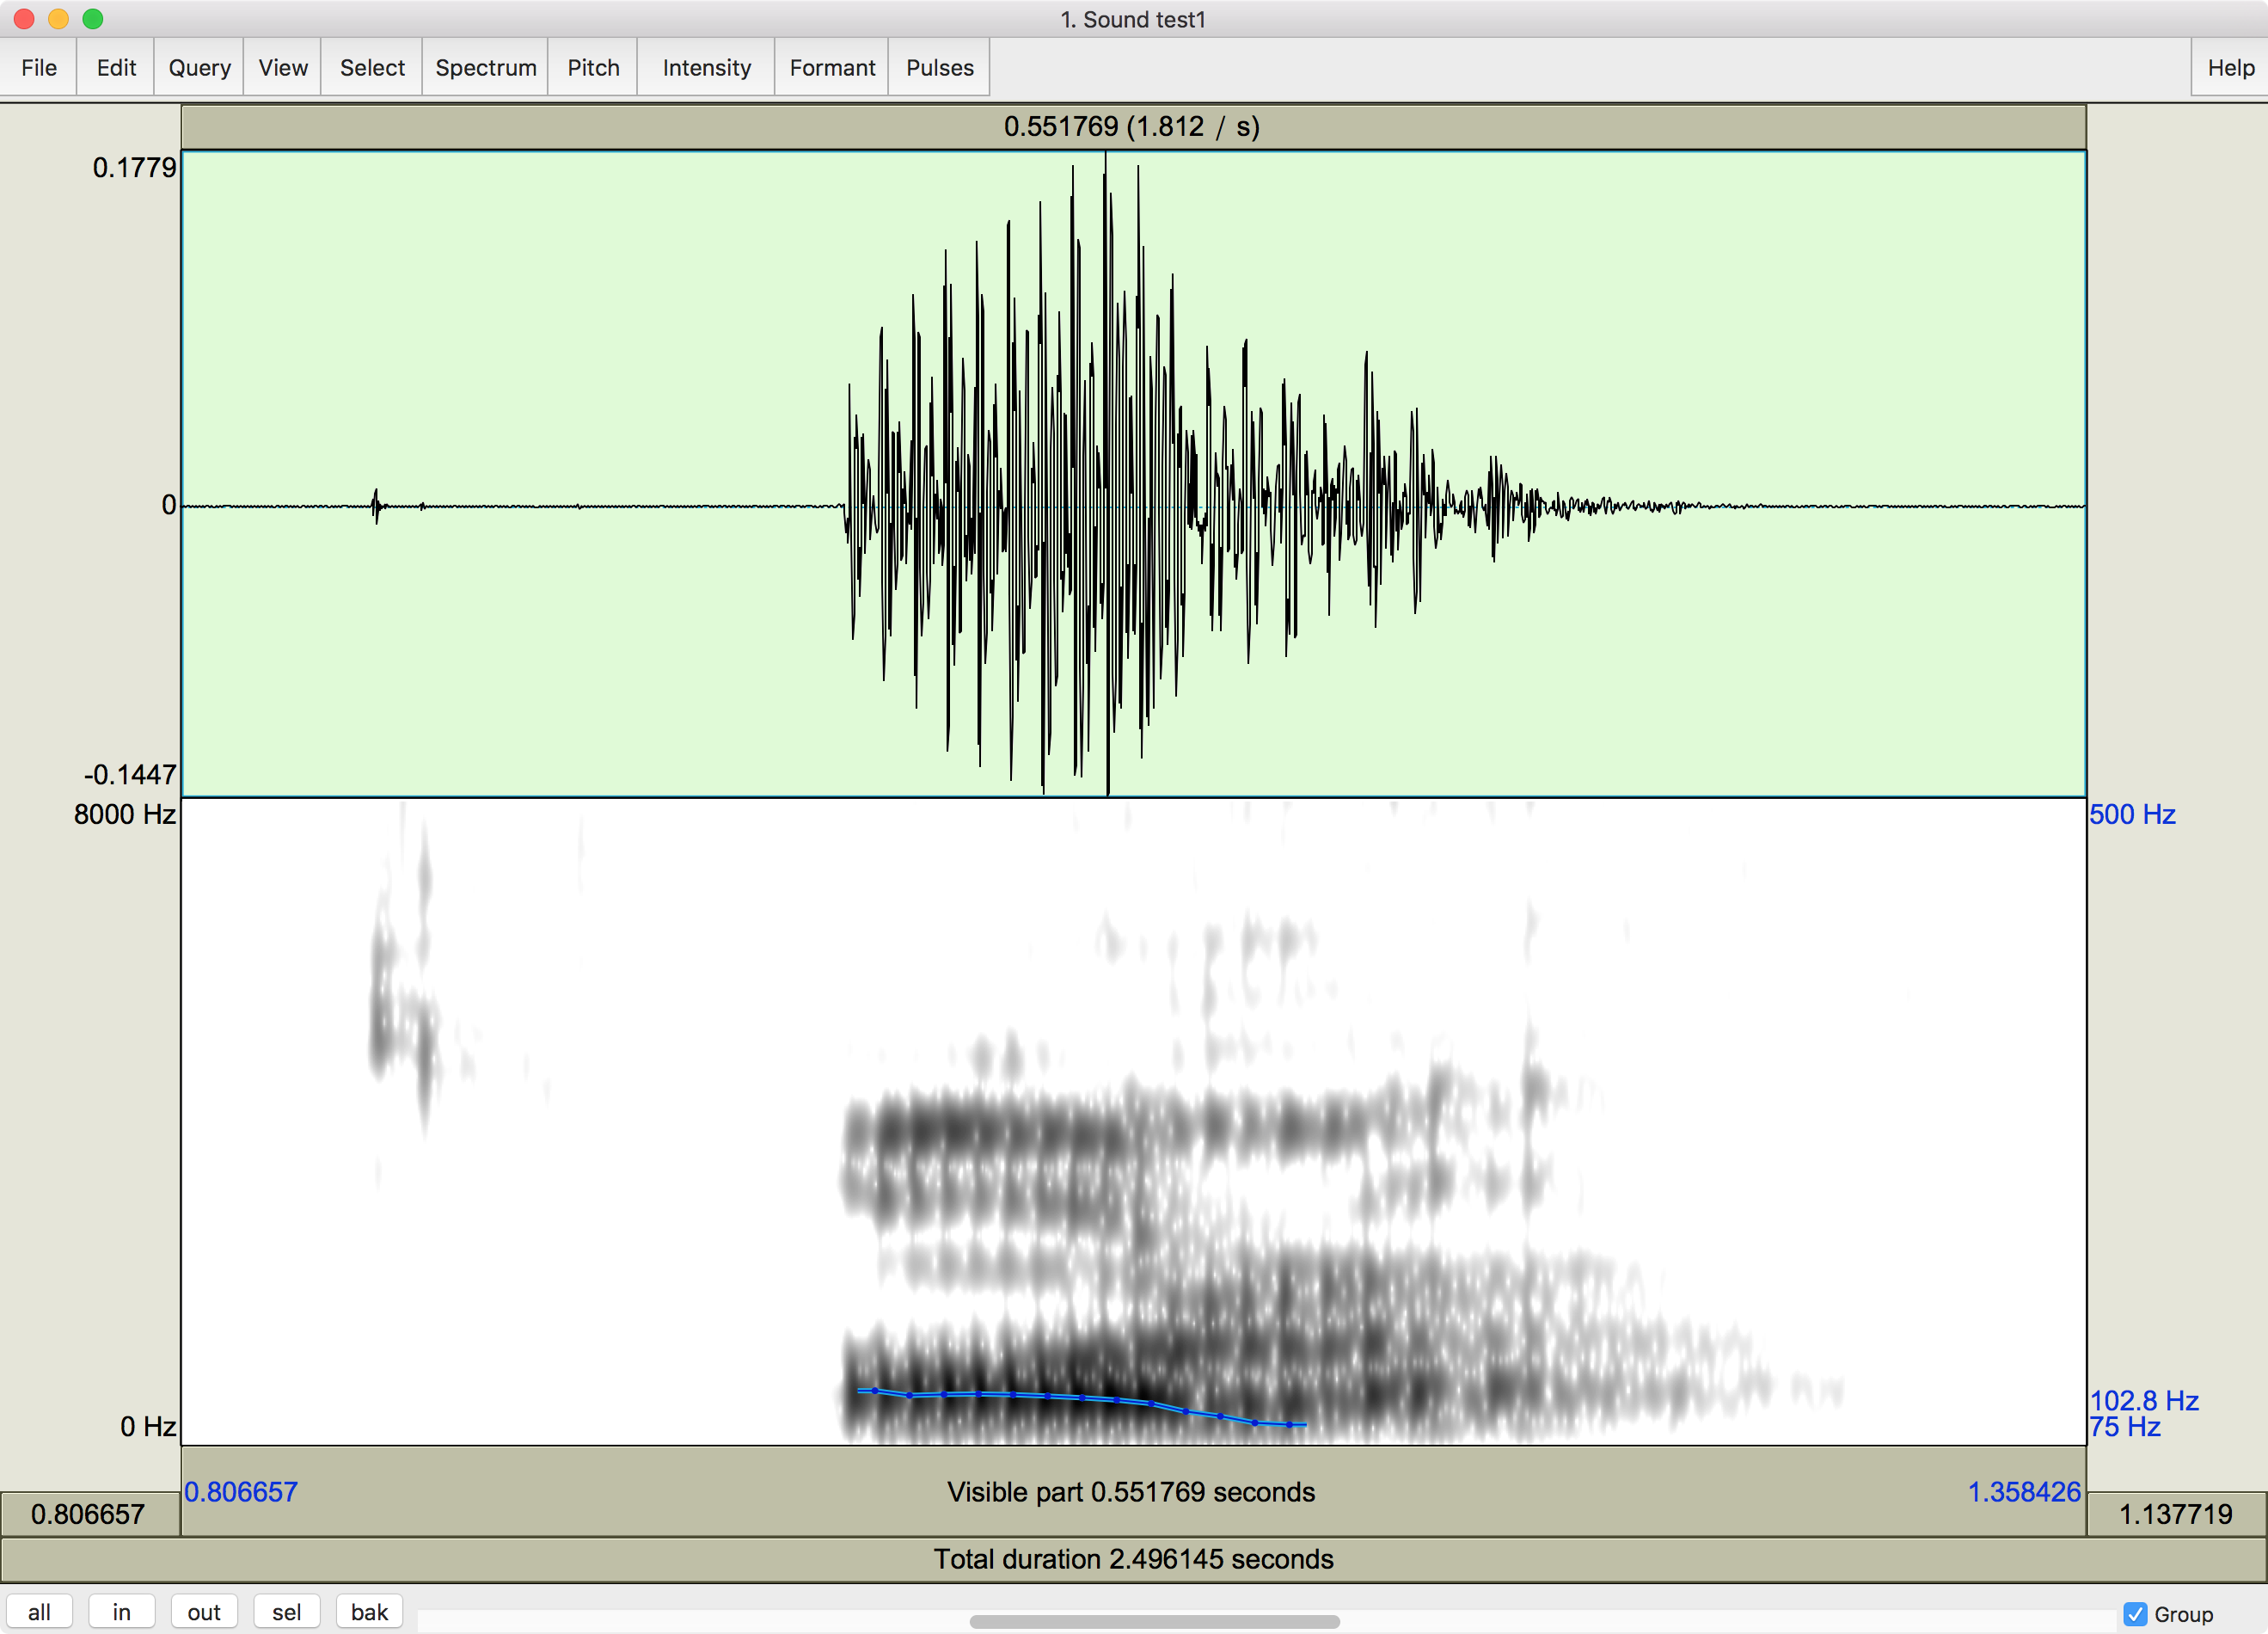 1. Sound test1
File Edit Query View Select Spectrum Pitch Intensity Formant Pulses Help
0.551769 (1.812 / s)
0.1779
0
-0.1447
8000 Hz
500 Hz
0 Hz
102.8 Hz
75 Hz
0.806657 Visible part 0.551769 seconds 1.358426
0.806657 1.137719
Total duration 2.496145 seconds
all in out sel bak Group